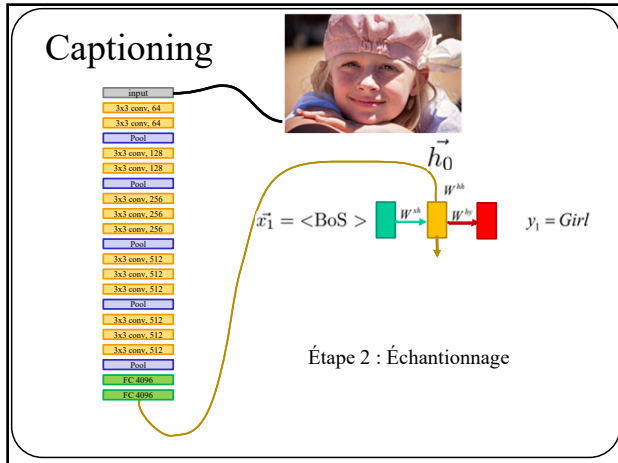 Captioning
input
3x3 conv, 64
3x3 conv, 64
Pool
3x3 conv, 128
3x3 conv, 128
Pool
3x3 conv, 256
3x3 conv, 256
3x3 conv, 256
Pool
3x3 conv, 512
3x3 conv, 512
3x3 conv, 512
Pool
3x3 conv, 512
3x3 conv, 512
3x3 conv, 512
Pool
FC 4096
FC 4096
h⃗₀
Wʰʰ
x⃗₁ = <BoS> Wˣʰ Wʰʸ y₁ = Girl
Étape 2 : Échantionnage